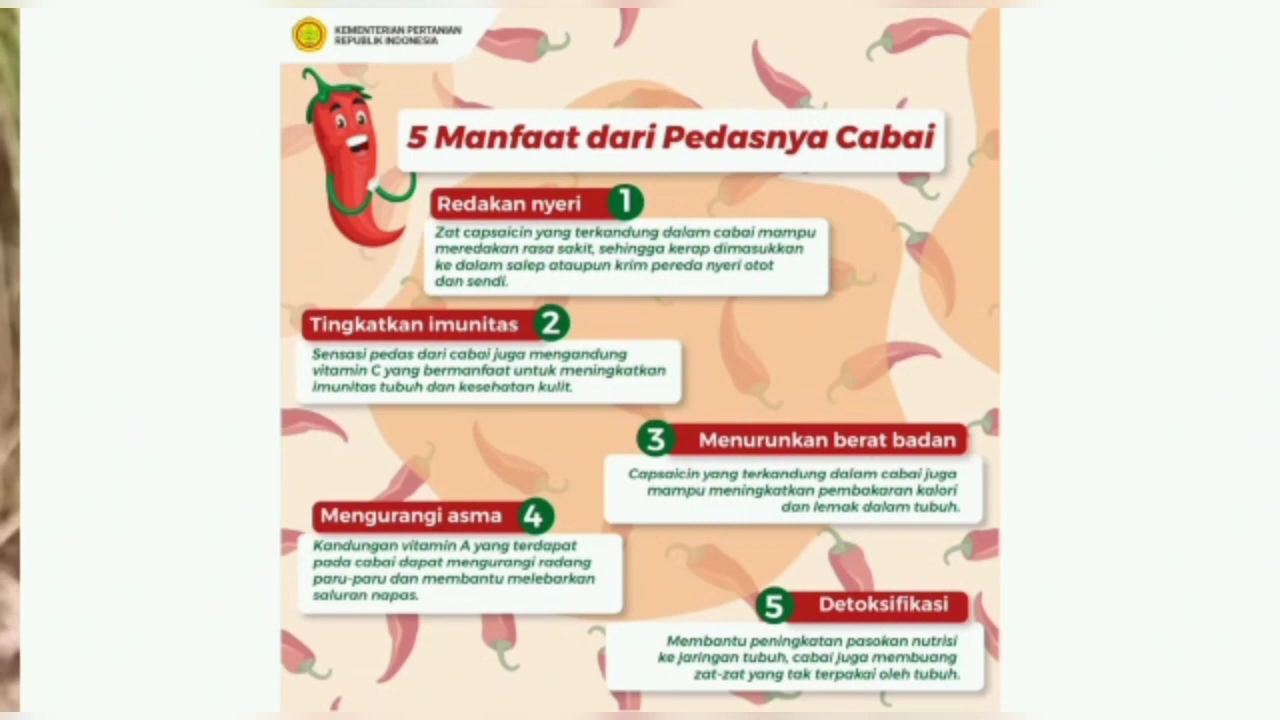 KEMENTERIAN PERTANIAN
REPUBLIK INDONESIA
5 Manfaat dari Pedasnya Cabai
Redakan nyeri 1
Zat capsaicin yang terkandung dalam cabai mampu
meredakan rasa sakit, sehingga kerap dimasukkan
ke dalam salep ataupun krim pereda nyeri otot
dan sendi.
Tingkatkan imunitas 2
Sensasi pedas dari cabai juga mengandung
vitamin C yang bermanfaat untuk meningkatkan
imunitas tubuh dan kesehatan kulit.
3 Menurunkan berat badan
Capsaicin yang terkandung dalam cabai juga
mampu meningkatkan pembakaran kalori
dan lemak dalam tubuh.
Mengurangi asma 4
Kandungan vitamin A yang terdapat
pada cabai dapat mengurangi radang
paru-paru dan membantu melebarkan
saluran napas.
5 Detoksifikasi
Membantu peningkatan pasokan nutrisi
ke jaringan tubuh, cabai juga membuang
zat-zat yang tak terpakai oleh tubuh.